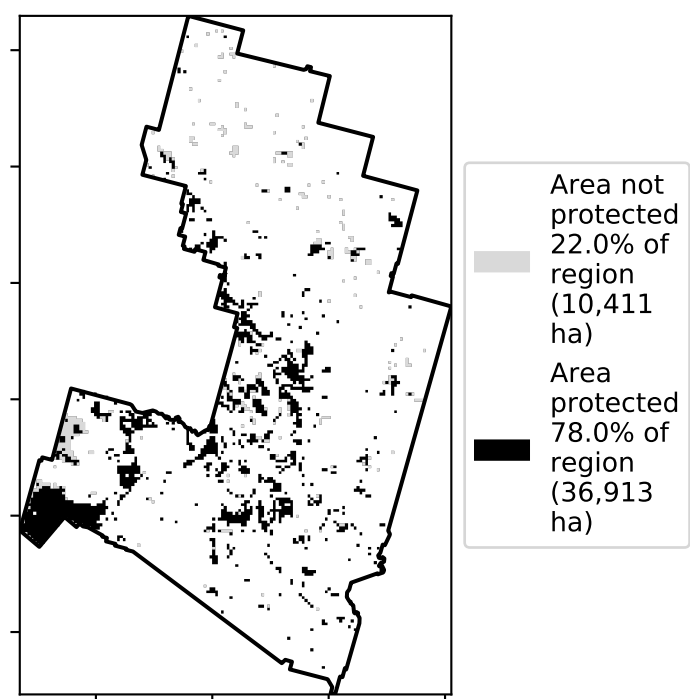 Area not
protected
22.0% of
region
(10,411
ha)
Area
protected
78.0% of
region
(36,913
ha)